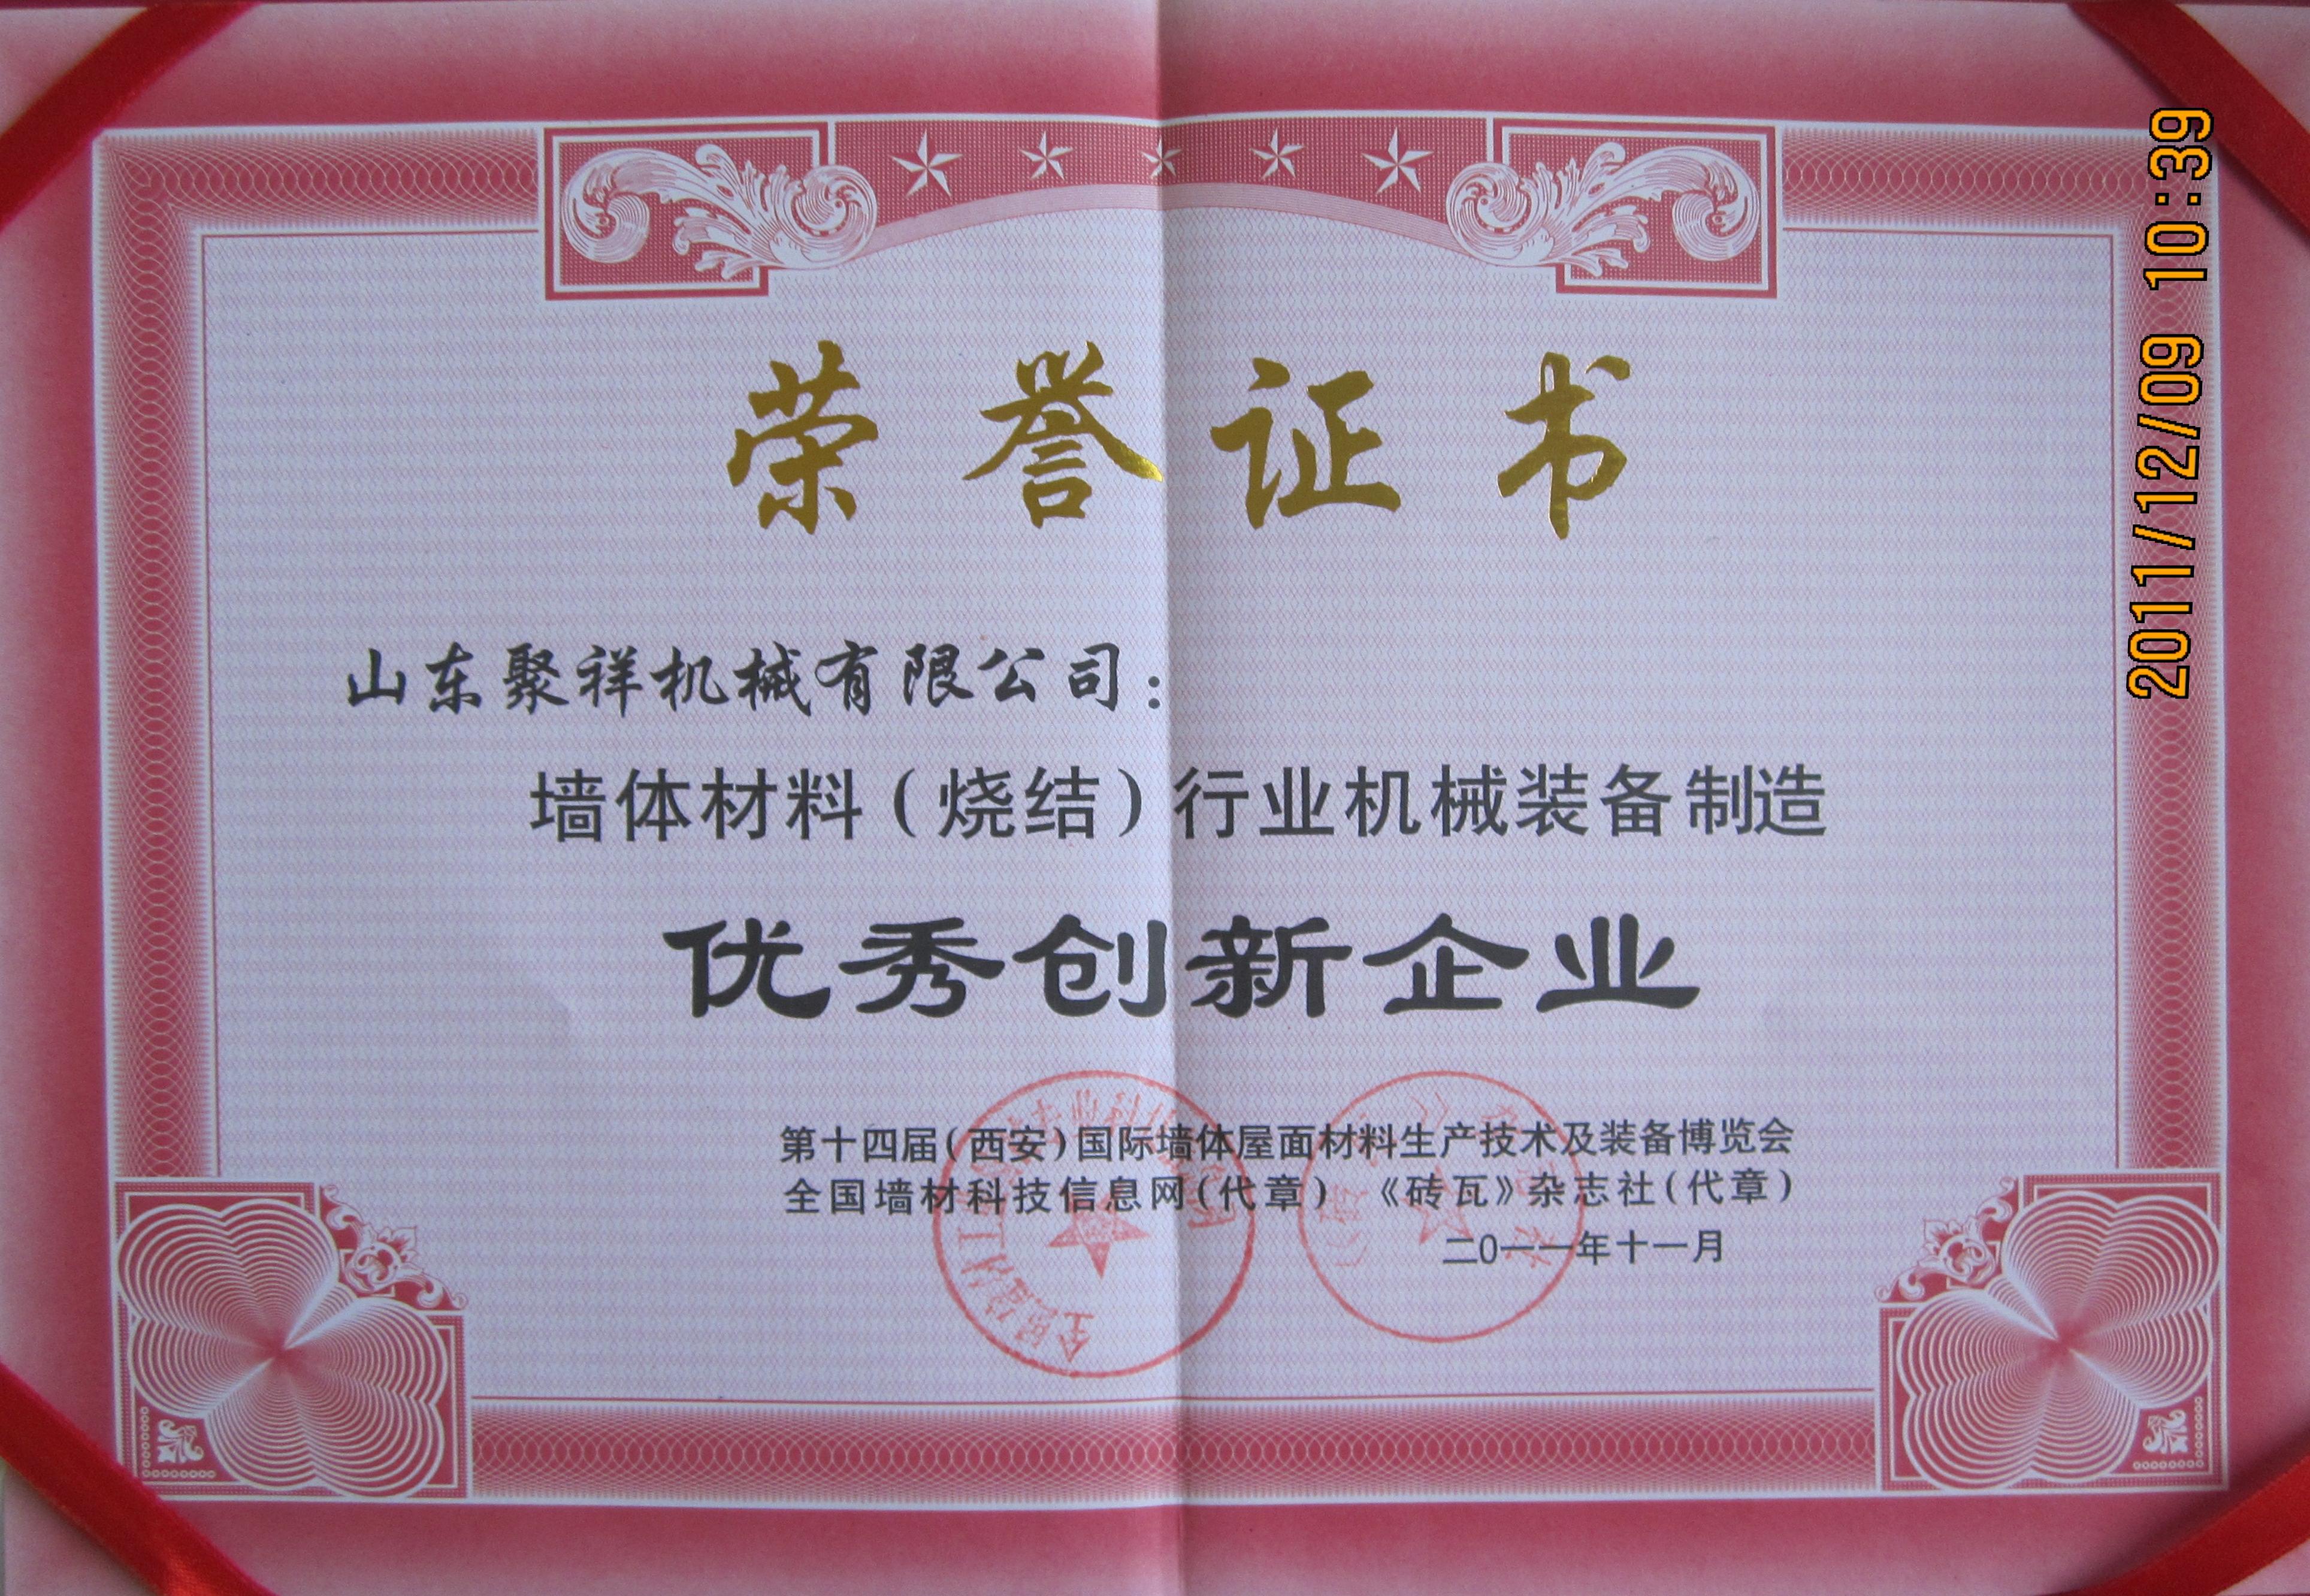 荣誉证书
山东聚祥机械有限公司：
墙体材料（烧结）行业机械装备制造
优秀创新企业
第十四届（西安）国际墙体屋面材料生产技术及装备博览会
全国墙材科技信息网（代章） 《砖瓦》杂志社（代章）
二0一一年十一月
2011/12/09 10:39